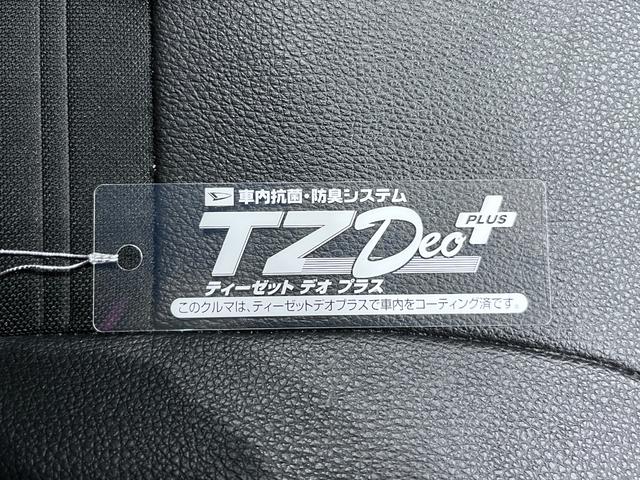 車内抗菌・防臭システム
TZ Deo PLUS
ティーゼット デオ プラス
このクルマは、ティーゼットデオプラスで車内をコーティング済です。